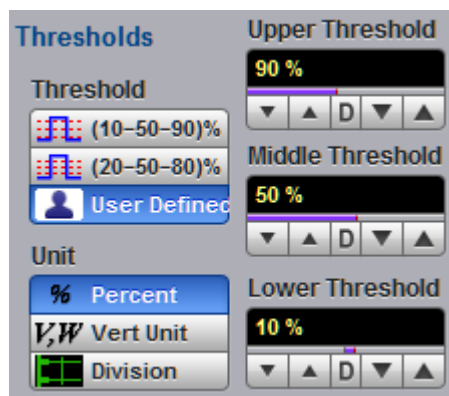 Thresholds
Threshold
(10-50-90)%
(20-50-80)%
User Defined
Unit
% Percent
V,W Vert Unit
Division
Upper Threshold
90 %
D
Middle Threshold
50 %
D
Lower Threshold
10 %
D